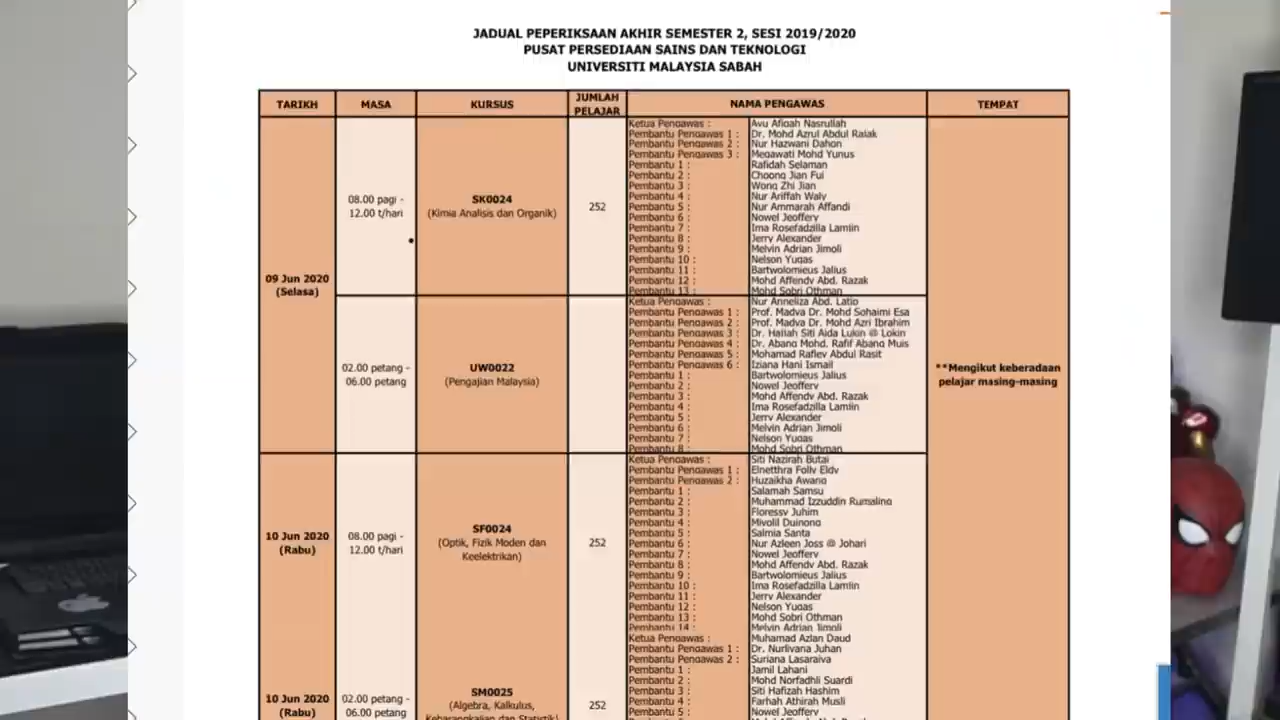 JADUAL PEPERIKSAAN AKHIR SEMESTER 2, SESI 2019/2020
PUSAT PERSEDIAAN SAINS DAN TEKNOLOGI
UNIVERSITI MALAYSIA SABAH
TARIKH MASA KURSUS JUMLAH PELAJAR NAMA PENGAWAS TEMPAT
09 Jun 2020
(Selasa)
08.00 pagi -
12.00 t/hari
SK0024
(Kimia Analisis dan Organik)
252
Ketua Pengawas : Ayu Afiqah Nasrullah
Pembantu Pengawas 1 : Dr. Mohd Azrul Abdul Rajak
Pembantu Pengawas 2 : Nur Hazwani Dahon
Pembantu Pengawas 3 : Megawati Mohd Yunus
Pembantu 1 : Rafidah Selaman
Pembantu 2 : Choong Jian Fui
Pembantu 3 : Wong Zhi Jian
Pembantu 4 : Nur Ariffah Waly
Pembantu 5 : Nur Ammarah Affandi
Pembantu 6 : Nowel Jeoffery
Pembantu 7 : Ima Rosefadzilla Lamjin
Pembantu 8 : Jerry Alexander
Pembantu 9 : Melvin Adrian Jimoli
Pembantu 10 : Nelson Yugas
Pembantu 11 : Bartwolomieus Jalius
Pembantu 12 : Mohd Affendy Abd. Razak
Pembantu 13 : Mohd Sobri Othman
02.00 petang -
06.00 petang
UW0022
(Pengajian Malaysia)
Ketua Pengawas : Nur Anneliza Abd. Latip
Pembantu Pengawas 1 : Prof. Madya Dr. Mohd Sohaimi Esa
Pembantu Pengawas 2 : Prof. Madya Dr. Mohd Azri Ibrahim
Pembantu Pengawas 3 : Dr. Hajjah Siti Aida Lukin @ Lokin
Pembantu Pengawas 4 : Dr. Abang Mohd. Rafif Abang Muis
Pembantu Pengawas 5 : Mohamad Rafley Abdul Rasit
Pembantu Pengawas 6 : Iziana Hani Ismail
Pembantu 1 : Bartwolomieus Jalius
Pembantu 2 : Nowel Jeoffery
Pembantu 3 : Mohd Affendy Abd. Razak
Pembantu 4 : Ima Rosefadzilla Lamjin
Pembantu 5 : Jerry Alexander
Pembantu 6 : Melvin Adrian Jimoli
Pembantu 7 : Nelson Yugas
Pembantu 8 : Mohd Sobri Othman
**Mengikut keberadaan
pelajar masing-masing
10 Jun 2020
(Rabu)
08.00 pagi -
12.00 t/hari
SF0024
(Optik, Fizik Moden dan
Keelektrikan)
252
Ketua Pengawas : Siti Nazirah Butai
Pembantu Pengawas 1 : Elnetthra Folly Eldy
Pembantu Pengawas 2 : Huzaikha Awang
Pembantu 1 : Salamah Samsu
Pembantu 2 : Muhammad Izzuddin Rumaling
Pembantu 3 : Floressy Juhim
Pembantu 4 : Mivolil Duinong
Pembantu 5 : Salmia Santa
Pembantu 6 : Nur Azleen Joss @ Johari
Pembantu 7 : Nowel Jeoffery
Pembantu 8 : Mohd Affendy Abd. Razak
Pembantu 9 : Bartwolomieus Jalius
Pembantu 10 : Ima Rosefadzilla Lamjin
Pembantu 11 : Jerry Alexander
Pembantu 12 : Nelson Yugas
Pembantu 13 : Mohd Sobri Othman
Pembantu 14 : Melvin Adrian Jimoli
10 Jun 2020
(Rabu)
02.00 petang -
06.00 petang
SM0025
(Algebra, Kalkulus,
Kebarangkalian dan Statistik)
252
Ketua Pengawas : Muhamad Azlan Daud
Pembantu Pengawas 1 : Dr. Nurliyana Juhan
Pembantu Pengawas 2 : Suriana Lasaraiya
Pembantu 1 : Jamil Lahani
Pembantu 2 : Mohd Norfadhli Suardi
Pembantu 3 : Siti Hafizah Hashim
Pembantu 4 : Farhah Athirah Musli
Pembantu 5 : Nowel Jeoffery